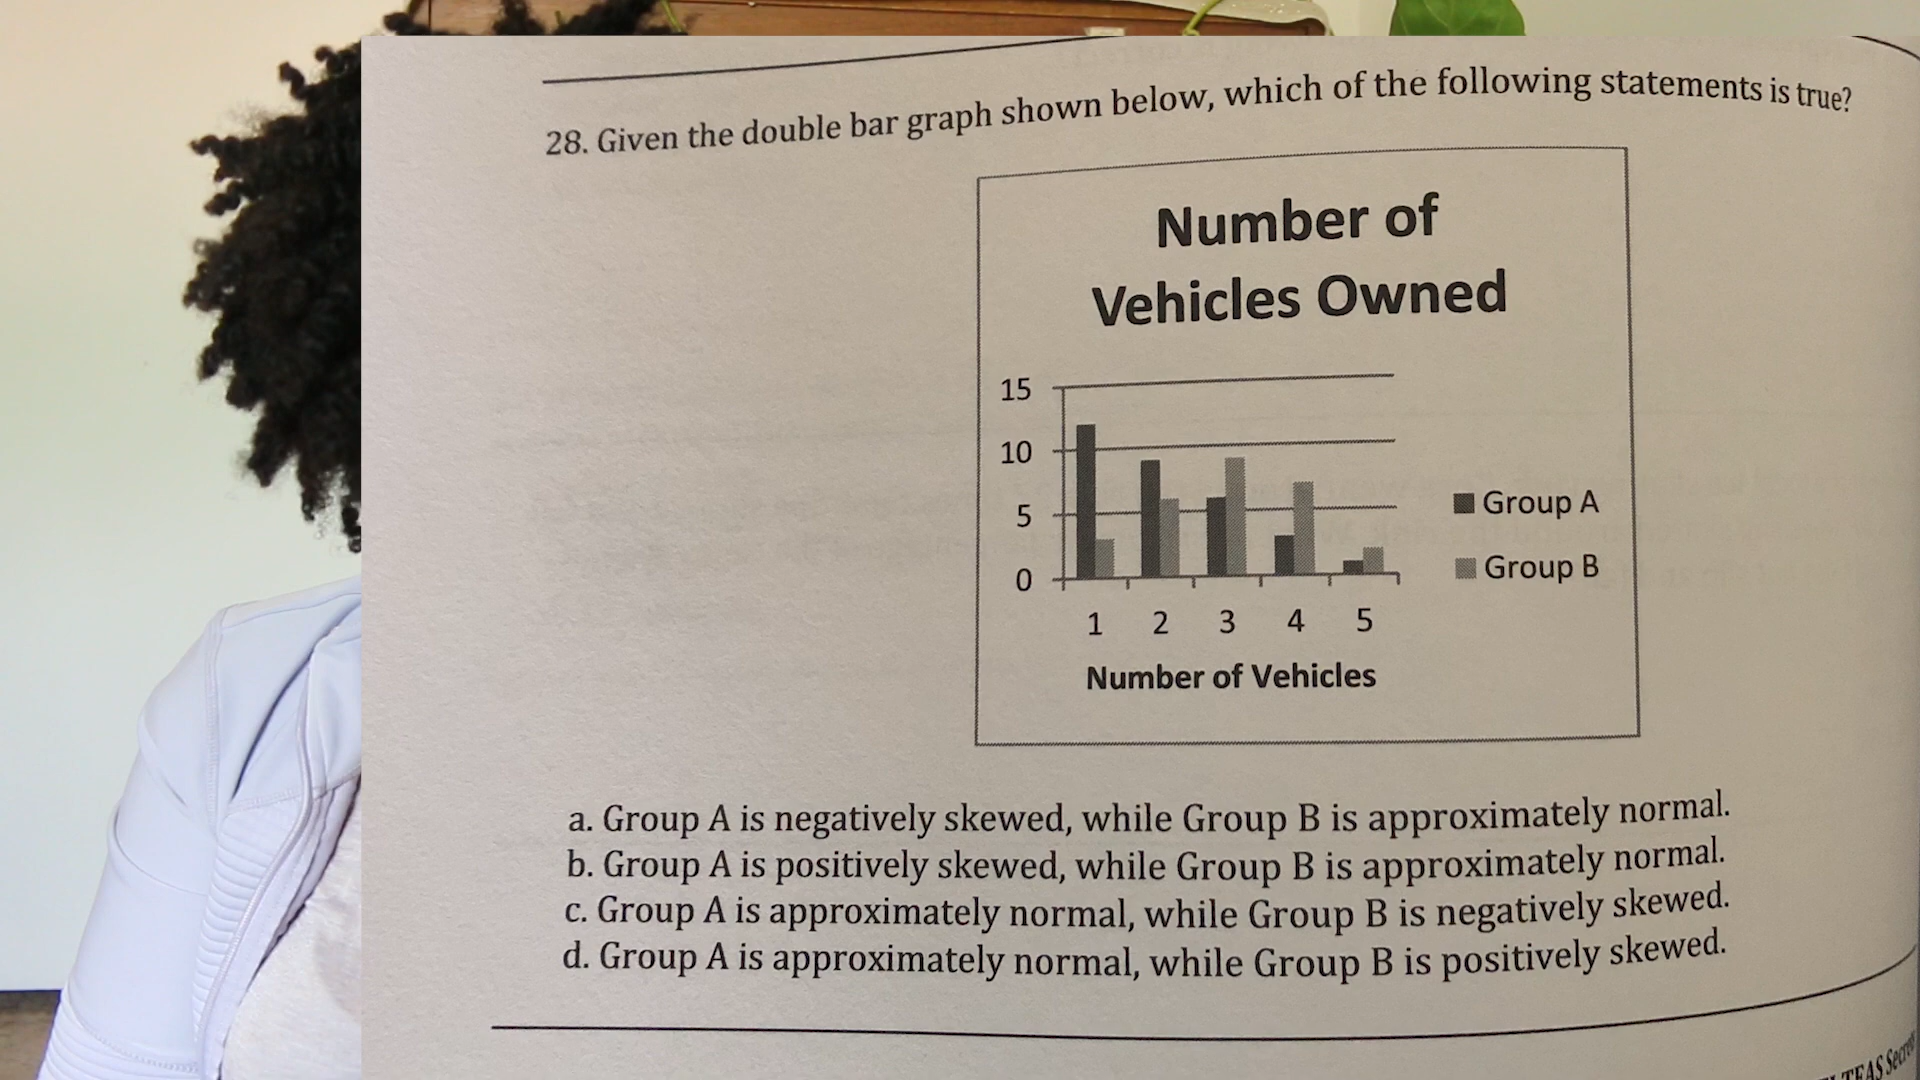 28. Given the double bar graph shown below, which of the following statements is true?
Number of
Vehicles Owned
15
10
5
0
1 2 3 4 5
Number of Vehicles
Group A
Group B
a. Group A is negatively skewed, while Group B is approximately normal.
b. Group A is positively skewed, while Group B is approximately normal.
c. Group A is approximately normal, while Group B is negatively skewed.
d. Group A is approximately normal, while Group B is positively skewed.
TEAS